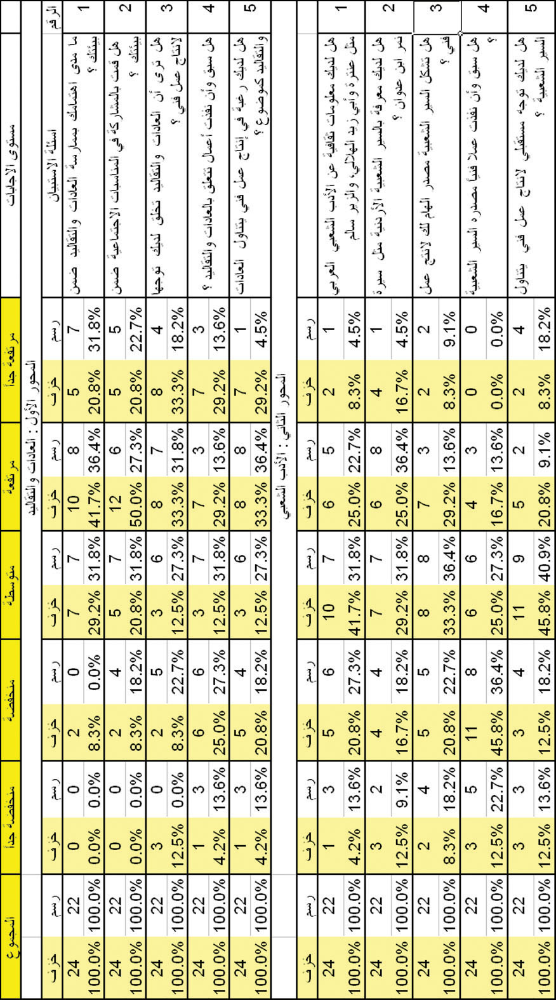 مستوى الاجابات مرتفعة جداً مرتفعة متوسطة منخفضة منخفضة جداً المجموع
المحور الأول : العادات والتقاليد
الرقم اسئلة الاستبيان رسم خزف رسم خزف رسم خزف رسم خزف رسم خزف رسم خزف
1 ما مدى اهتمامك بممارسة العادات والتقاليد ضمن 7 5 8 10 7 7 0 2 0 0 22 24
بيئتك ؟ 31.8% 20.8% 36.4% 41.7% 31.8% 29.2% 0.0% 8.3% 0.0% 0.0% 100.0% 100.0%
2 هل قمت بالمشاركة في المناسبات الاجتماعية ضمن 5 5 6 12 7 5 4 2 0 0 22 24
بيئتك ؟ 22.7% 20.8% 27.3% 50.0% 31.8% 20.8% 18.2% 8.3% 0.0% 0.0% 100.0% 100.0%
3 هل ترى أن العادات والتقاليد تخلق لديك توجها 4 8 7 8 6 3 5 2 0 3 22 24
لانتاج عمل فني ؟ 18.2% 33.3% 31.8% 33.3% 27.3% 12.5% 22.7% 8.3% 0.0% 12.5% 100.0% 100.0%
4 هل سبق وأن نفذت أعمال تتعلق بالعادات والتقاليد ؟ 3 7 3 7 7 3 6 6 3 1 22 24
13.6% 29.2% 13.6% 29.2% 31.8% 12.5% 27.3% 25.0% 13.6% 4.2% 100.0% 100.0%
5 هل لديك رغبة في إنتاج عمل فني يتناول العادات 1 7 8 8 6 3 4 5 3 1 22 24
والتقاليد كموضوع ؟ 4.5% 29.2% 36.4% 33.3% 27.3% 12.5% 18.2% 20.8% 13.6% 4.2% 100.0% 100.0%
المحور الثاني : الأدب الشعبي
رسم خزف رسم خزف رسم خزف رسم خزف رسم خزف رسم خزف
1 هل لديك معلومات ثقافية عن الأدب الشعبي العربي 1 2 5 6 7 10 6 5 3 1 22 24
مثل عنترة وأبي زيد الهلالي، والزير سالم 4.5% 8.3% 22.7% 25.0% 31.8% 41.7% 27.3% 20.8% 13.6% 4.2% 100.0% 100.0%
2 هل لديك معرفة بالسير الشعبية الأردنية مثل سيرة 1 4 8 6 7 7 4 4 2 3 22 24
نمر ابن عدوان ؟ 4.5% 16.7% 36.4% 25.0% 31.8% 29.2% 18.2% 16.7% 9.1% 12.5% 100.0% 100.0%
3 هل تشكل السير الشعبية مصدر الهام لك لانتج عمل 2 2 3 7 8 8 5 5 4 2 22 24
فني ؟ 9.1% 8.3% 13.6% 29.2% 36.4% 33.3% 22.7% 20.8% 18.2% 8.3% 100.0% 100.0%
4 هل سبق وأن نفذت عملا فنياً مصدره السير الشعبية 0 0 3 4 6 6 8 11 5 3 22 24
؟ 0.0% 0.0% 13.6% 16.7% 27.3% 25.0% 36.4% 45.8% 22.7% 12.5% 100.0% 100.0%
5 هل لديك توجه مستقبلي لانتاج عمل فني يتناول 4 2 2 5 9 11 4 3 3 3 22 24
السير الشعبية ؟ 18.2% 8.3% 9.1% 20.8% 40.9% 45.8% 18.2% 12.5% 13.6% 12.5% 100.0% 100.0%